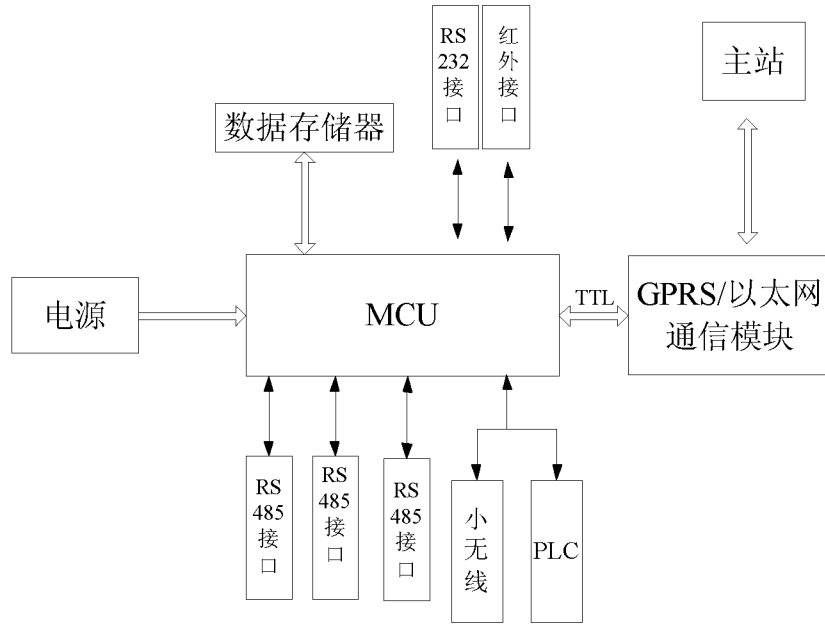 RS
232
接
口
红
外
接
口
主站
数据存储器
电源
MCU
TTL
GPRS/以太网
通信模块
RS
485
接
口
RS
485
接
口
RS
485
接
口
小
无
线
PLC